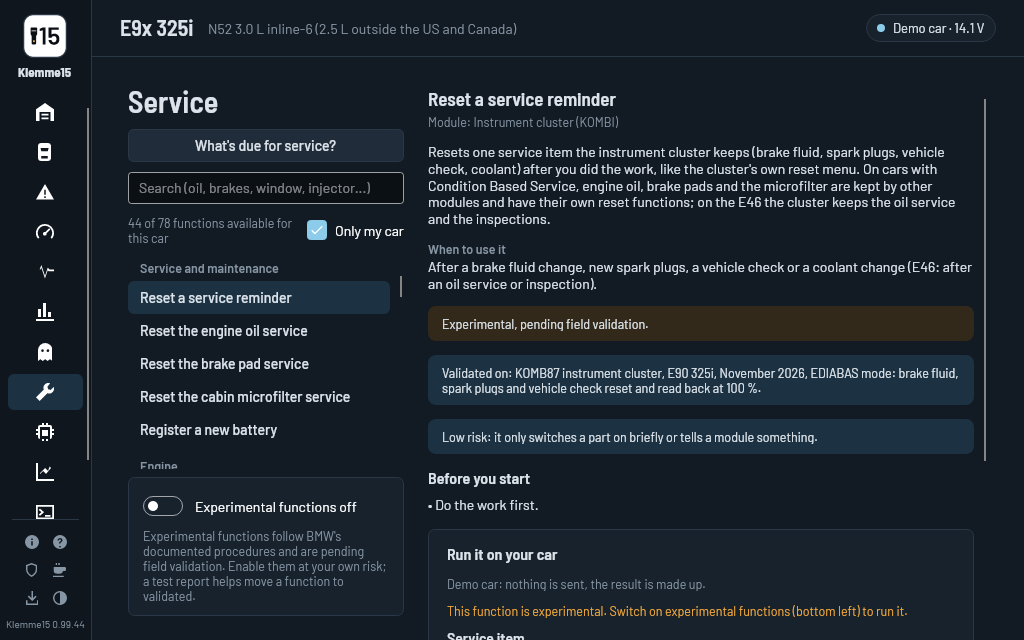 E9x 325i
N52 3.0 L inline-6 (2.5 L outside the US and Canada)
Demo car · 14.1 V
15
Klemme15
Klemme15 0.99.44
Service
What's due for service?
Search (oil, brakes, window, injector...)
44 of 78 functions available for
this car
Only my car
Service and maintenance
Reset a service reminder
Reset the engine oil service
Reset the brake pad service
Reset the cabin microfilter service
Register a new battery
Engine
Experimental functions off
Experimental functions follow BMW's
documented procedures and are pending
field validation. Enable them at your own risk;
a test report helps move a function to
validated.
Reset a service reminder
Module: Instrument cluster (KOMBI)
Resets one service item the instrument cluster keeps (brake fluid, spark plugs, vehicle
check, coolant) after you did the work, like the cluster's own reset menu. On cars with
Condition Based Service, engine oil, brake pads and the microfilter are kept by other
modules and have their own reset functions; on the E46 the cluster keeps the oil service
and the inspections.
When to use it
After a brake fluid change, new spark plugs, a vehicle check or a coolant change (E46: after
an oil service or inspection).
Experimental, pending field validation.
Validated on: KOMB87 instrument cluster, E90 325i, November 2026, EDIABAS mode: brake fluid,
spark plugs and vehicle check reset and read back at 100 %.
Low risk: it only switches a part on briefly or tells a module something.
Before you start
• Do the work first.
Run it on your car
Demo car: nothing is sent, the result is made up.
This function is experimental. Switch on experimental functions (bottom left) to run it.
Service item